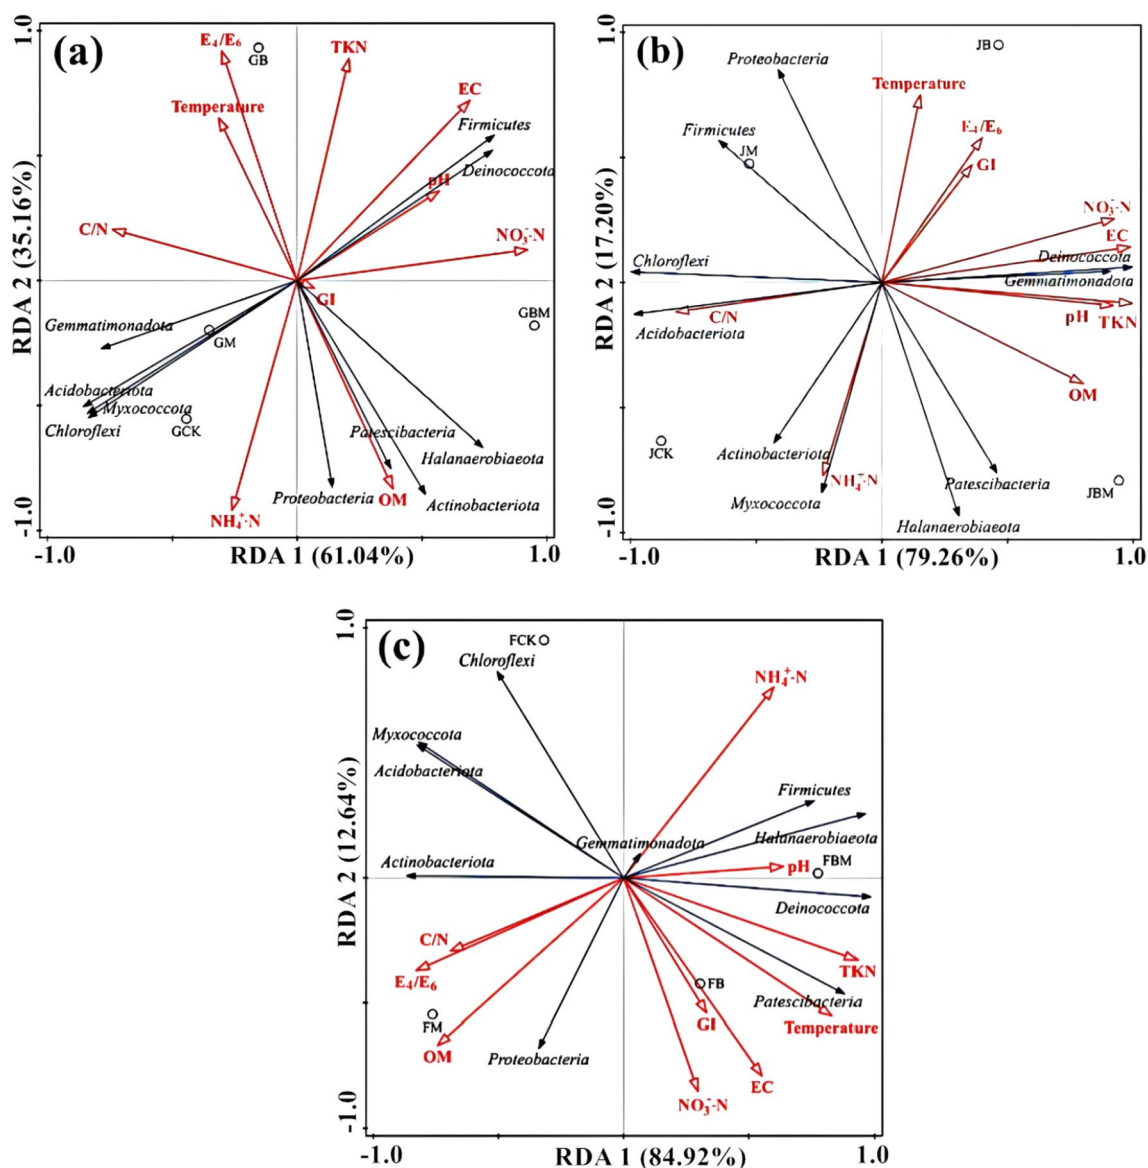 (a)
1.0
E₄/E₆
GB
TKN
EC
Temperature
Firmicutes
Deinococcota
pH
C/N
NO₃⁻-N
GI
GBM
Gemmatimonadota
GM
Acidobacteriota
Myxococcota
GCK
Chloroflexi
Patescibacteria
Halanaerobiaeota
Proteobacteria
OM
Actinobacteriota
NH₄⁺-N
RDA 2 (35.16%)
-1.0
-1.0
RDA 1 (61.04%)
1.0
(b)
1.0
Proteobacteria
JB
Temperature
Firmicutes
JM
E₄/E₆
GI
NO₃⁻-N
EC
Chloroflexi
Deinococcota
Gemmatimonadota
C/N
pH
TKN
Acidobacteriota
OM
JCK
Actinobacteriota
NH₄⁺-N
Patescibacteria
JBM
Myxococcota
Halanaerobiaeota
RDA 2 (17.20%)
-1.0
-1.0
RDA 1 (79.26%)
1.0
(c)
1.0
FCK
Chloroflexi
NH₄⁺-N
Myxococcota
Acidobacteriota
Firmicutes
Halanaerobiaeota
Gemmatimonadota
Actinobacteriota
pH
FBM
Deinococcota
C/N
E₄/E₆
TKN
FB
Patescibacteria
GI
Temperature
FM
OM
Proteobacteria
EC
NO₃⁻-N
RDA 2 (12.64%)
-1.0
-1.0
RDA 1 (84.92%)
1.0